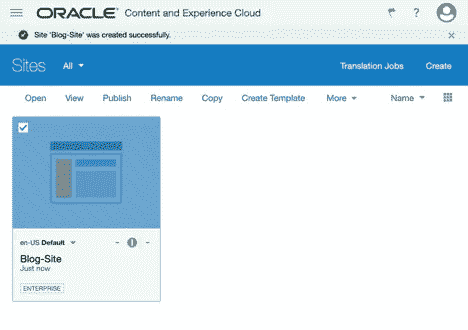 ORACLE® Content and Experience Cloud
Site 'Blog-Site' was created successfully.
Sites All Translation Jobs Create
Open View Publish Rename Copy Create Template More Name
en-US Default
Blog-Site
Just now
ENTERPRISE